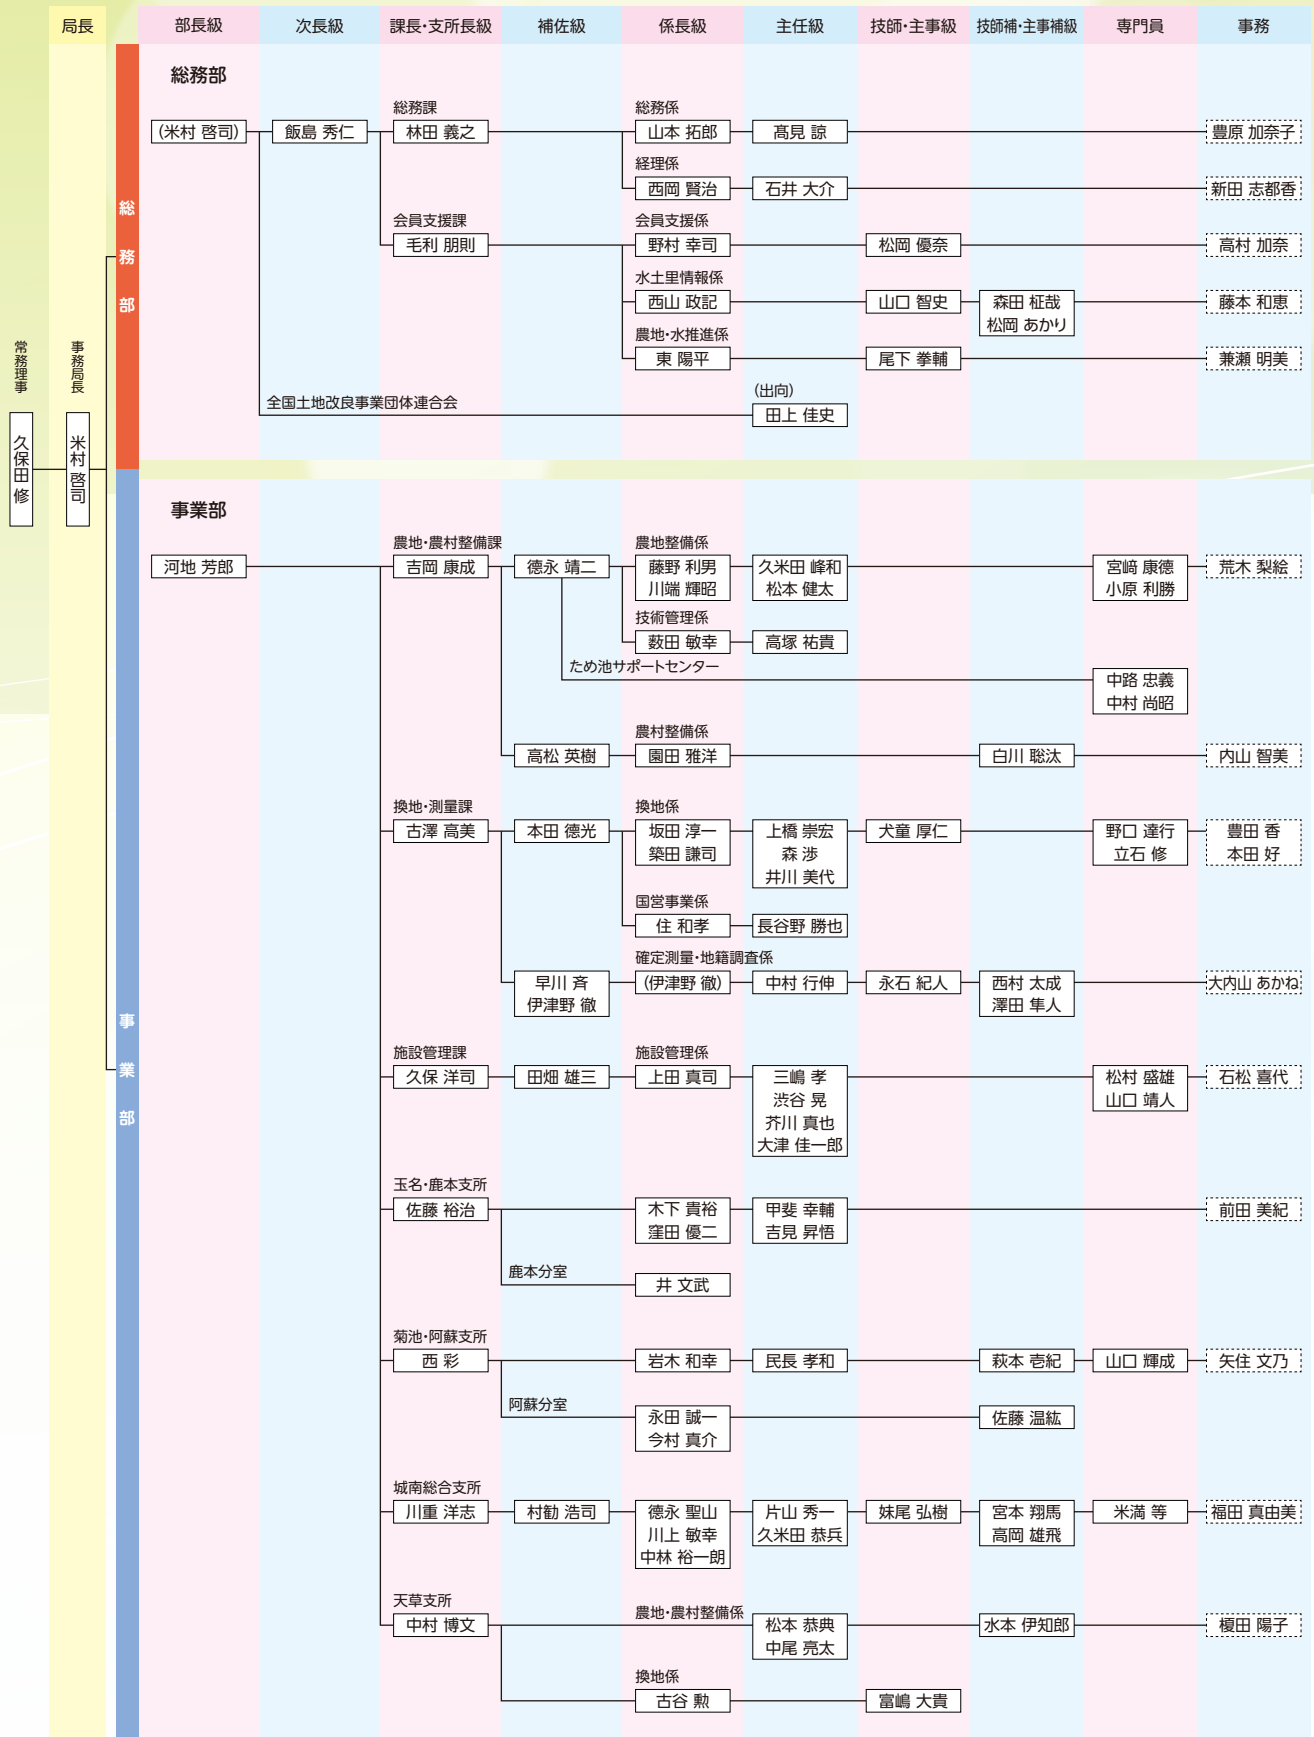 局長
部長級
次長級
課長・支所長級
補佐級
係長級
主任級
技師・主事級
技師補・主事補級
専門員
事務
常務理事
久保田 修
事務局長
米村 啓司
総務部
総務部
総務課
総務係
(米村 啓司)
飯島 秀仁
林田 義之
山本 拓郎
髙見 諒
豊原 加奈子
経理係
西岡 賢治
石井 大介
新田 志都香
会員支援課
会員支援係
毛利 朋則
野村 幸司
松岡 優奈
高村 加奈
水土里情報係
西山 政記
山口 智史
森田 柾哉
松岡 あかり
藤本 和恵
農地・水推進係
東 陽平
尾下 拳輔
兼瀬 明美
全国土地改良事業団体連合会
(出向)
田上 佳史
事業部
事業部
農地・農村整備課
農地整備係
河地 芳郎
吉岡 康成
德永 靖二
藤野 利男
川端 輝昭
久米田 峰和
松本 健太
宮﨑 康德
小原 利勝
荒木 梨絵
技術管理係
薮田 敏幸
高塚 祐貴
ため池サポートセンター
中路 忠義
中村 尚昭
農村整備係
高松 英樹
園田 雅洋
白川 聡汰
内山 智美
換地・測量課
換地係
古澤 高美
本田 德光
坂田 淳一
築田 謙司
上橋 崇宏
森 渉
井川 美代
犬童 厚仁
野口 達行
立石 修
豊田 香
本田 好
国営事業係
住 和孝
長谷野 勝也
確定測量・地籍調査係
早川 斉
伊津野 徹
(伊津野 徹)
中村 行伸
永石 紀人
西村 太成
澤田 隼人
大内山 あかね
施設管理課
施設管理係
久保 洋司
田畑 雄三
上田 真司
三嶋 孝
渋谷 晃
芥川 真也
大津 佳一郎
松村 盛雄
山口 靖人
石松 喜代
玉名・鹿本支所
佐藤 裕治
木下 貴裕
窪田 優二
甲斐 幸輔
吉見 昇悟
前田 美紀
鹿本分室
井 文武
菊池・阿蘇支所
西 彩
岩木 和幸
民長 孝和
萩本 壱紀
山口 輝成
矢住 文乃
阿蘇分室
永田 誠一
今村 真介
佐藤 温紘
城南総合支所
川重 洋志
村勧 浩司
德永 聖山
川上 敏幸
中林 裕一朗
片山 秀一
久米田 恭兵
妹尾 弘樹
宮本 翔馬
高岡 雄飛
米満 等
福田 真由美
天草支所
農地・農村整備係
中村 博文
松本 恭典
中尾 亮太
水本 伊知郎
榎田 陽子
換地係
古谷 勲
富嶋 大貴